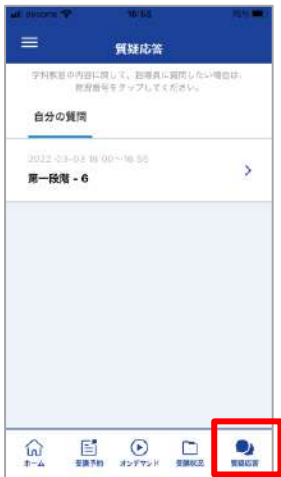 docomo 16:55
質疑応答
学科教習の内容に関して、指導員に質問したい場合は、
教習番号をタップしてください。
自分の質問
2022-03-03 16:00～16:55
第一段階 - 6
ホーム 受講予約 オンデマンド 受講状況 質疑応答